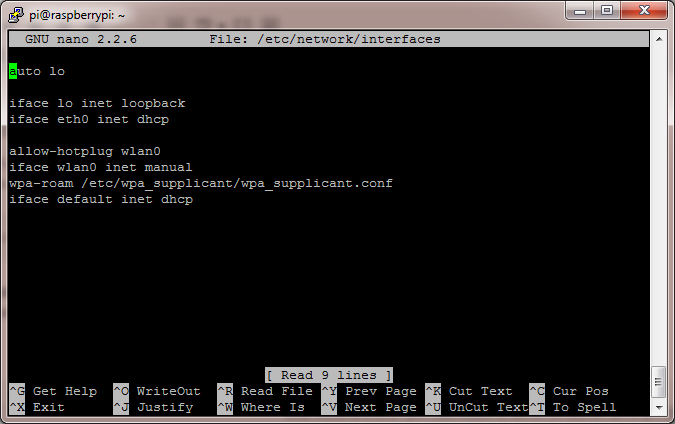 pi@raspberrypi: ~
GNU nano 2.2.6 File: /etc/network/interfaces
auto lo
iface lo inet loopback
iface eth0 inet dhcp
allow-hotplug wlan0
iface wlan0 inet manual
wpa-roam /etc/wpa_supplicant/wpa_supplicant.conf
iface default inet dhcp
[ Read 9 lines ]
^G Get Help ^O WriteOut ^R Read File ^Y Prev Page ^K Cut Text ^C Cur Pos
^X Exit ^J Justify ^W Where Is ^V Next Page ^U UnCut Text ^T To Spell